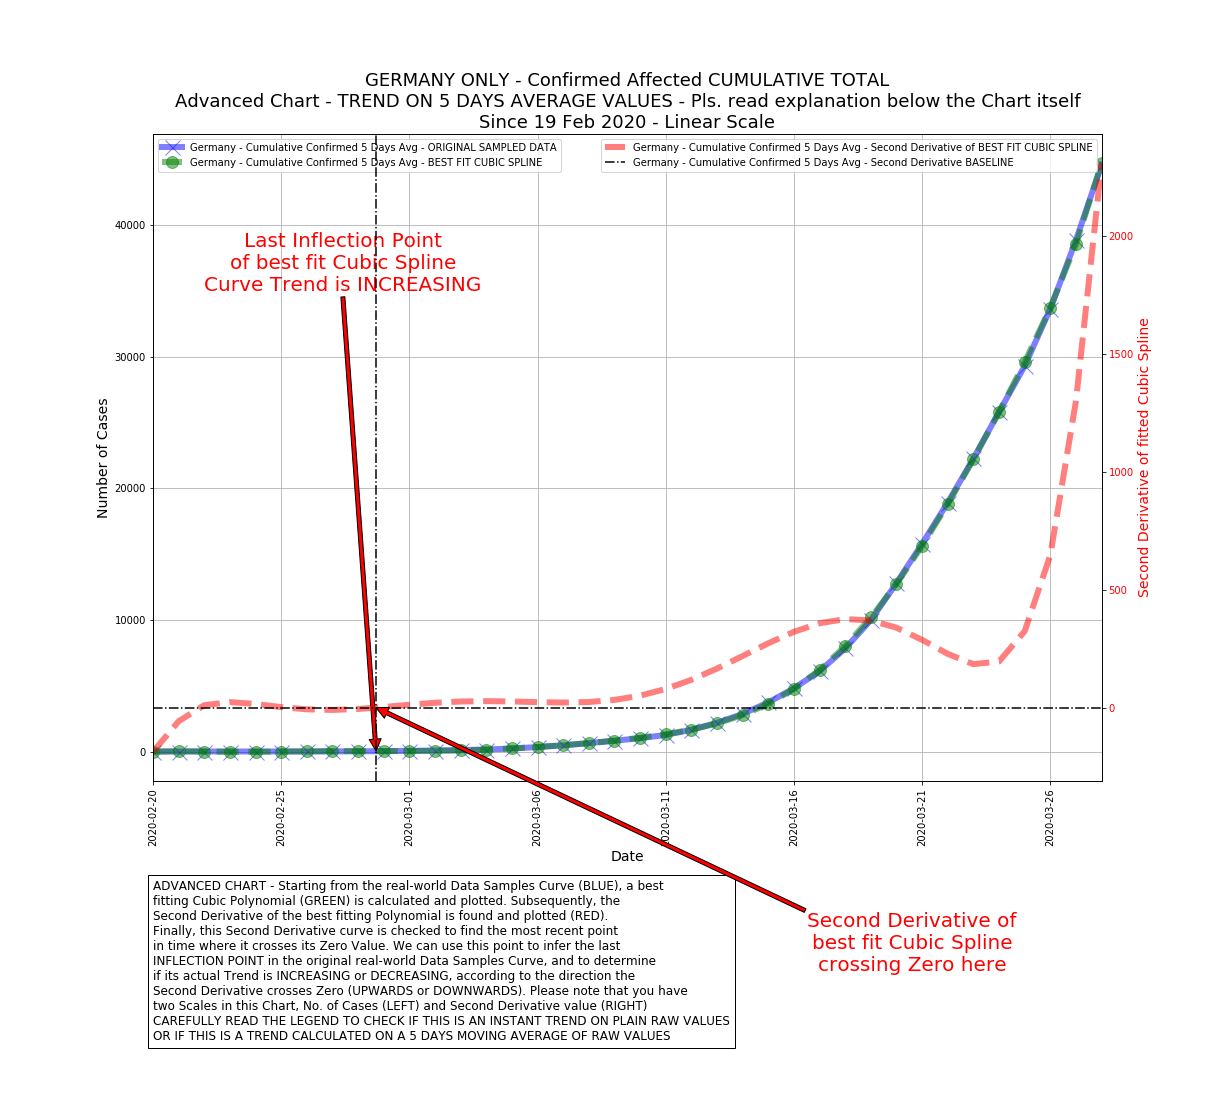 GERMANY ONLY - Confirmed Affected CUMULATIVE TOTAL
Advanced Chart - TREND ON 5 DAYS AVERAGE VALUES - Pls. read explanation below the Chart itself
Since 19 Feb 2020 - Linear Scale
Germany - Cumulative Confirmed 5 Days Avg - ORIGINAL SAMPLED DATA
Germany - Cumulative Confirmed 5 Days Avg - BEST FIT CUBIC SPLINE
Germany - Cumulative Confirmed 5 Days Avg - Second Derivative of BEST FIT CUBIC SPLINE
Germany - Cumulative Confirmed 5 Days Avg - Second Derivative BASELINE
Last Inflection Point
of best fit Cubic Spline
Curve Trend is INCREASING
Number of Cases
40000
30000
20000
10000
0
Second Derivative of fitted Cubic Spline
2000
1500
1000
500
0
2020-02-20
2020-02-25
2020-03-01
2020-03-06
2020-03-11
2020-03-16
2020-03-21
2020-03-26
Date
ADVANCED CHART - Starting from the real-world Data Samples Curve (BLUE), a best
fitting Cubic Polynomial (GREEN) is calculated and plotted. Subsequently, the
Second Derivative of the best fitting Polynomial is found and plotted (RED).
Finally, this Second Derivative curve is checked to find the most recent point
in time where it crosses its Zero Value. We can use this point to infer the last
INFLECTION POINT in the original real-world Data Samples Curve, and to determine
if its actual Trend is INCREASING or DECREASING, according to the direction the
Second Derivative crosses Zero (UPWARDS or DOWNWARDS). Please note that you have
two Scales in this Chart, No. of Cases (LEFT) and Second Derivative value (RIGHT)
CAREFULLY READ THE LEGEND TO CHECK IF THIS IS AN INSTANT TREND ON PLAIN RAW VALUES
OR IF THIS IS A TREND CALCULATED ON A 5 DAYS MOVING AVERAGE OF RAW VALUES
Second Derivative of
best fit Cubic Spline
crossing Zero here